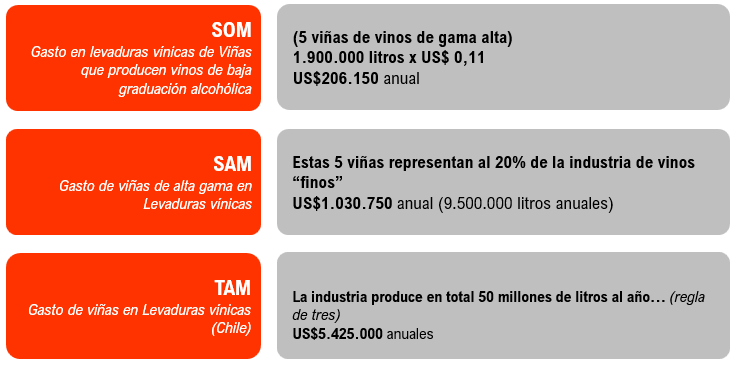 SOM
Gasto en levaduras vínicas de Viñas
que producen vinos de baja
graduación alcohólica
(5 viñas de vinos de gama alta)
1.900.000 litros x US$ 0,11
US$206.150 anual
SAM
Gasto de viñas de alta gama en
Levaduras vínicas
Estas 5 viñas representan al 20% de la industria de vinos
“finos”
US$1.030.750 anual (9.500.000 litros anuales)
TAM
Gasto de viñas en Levaduras vínicas
(Chile)
La industria produce en total 50 millones de litros al año… (regla
de tres)
US$5.425.000 anuales